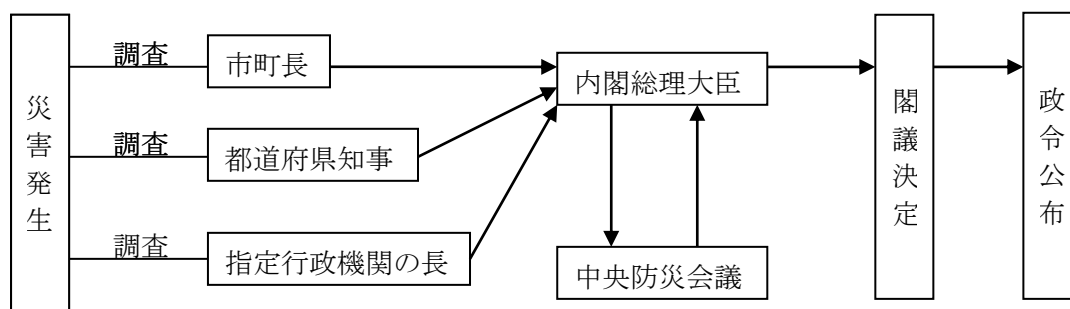 災害発生
調査
市町長
調査
都道府県知事
調査
指定行政機関の長
内閣総理大臣
中央防災会議
閣議決定
政令公布